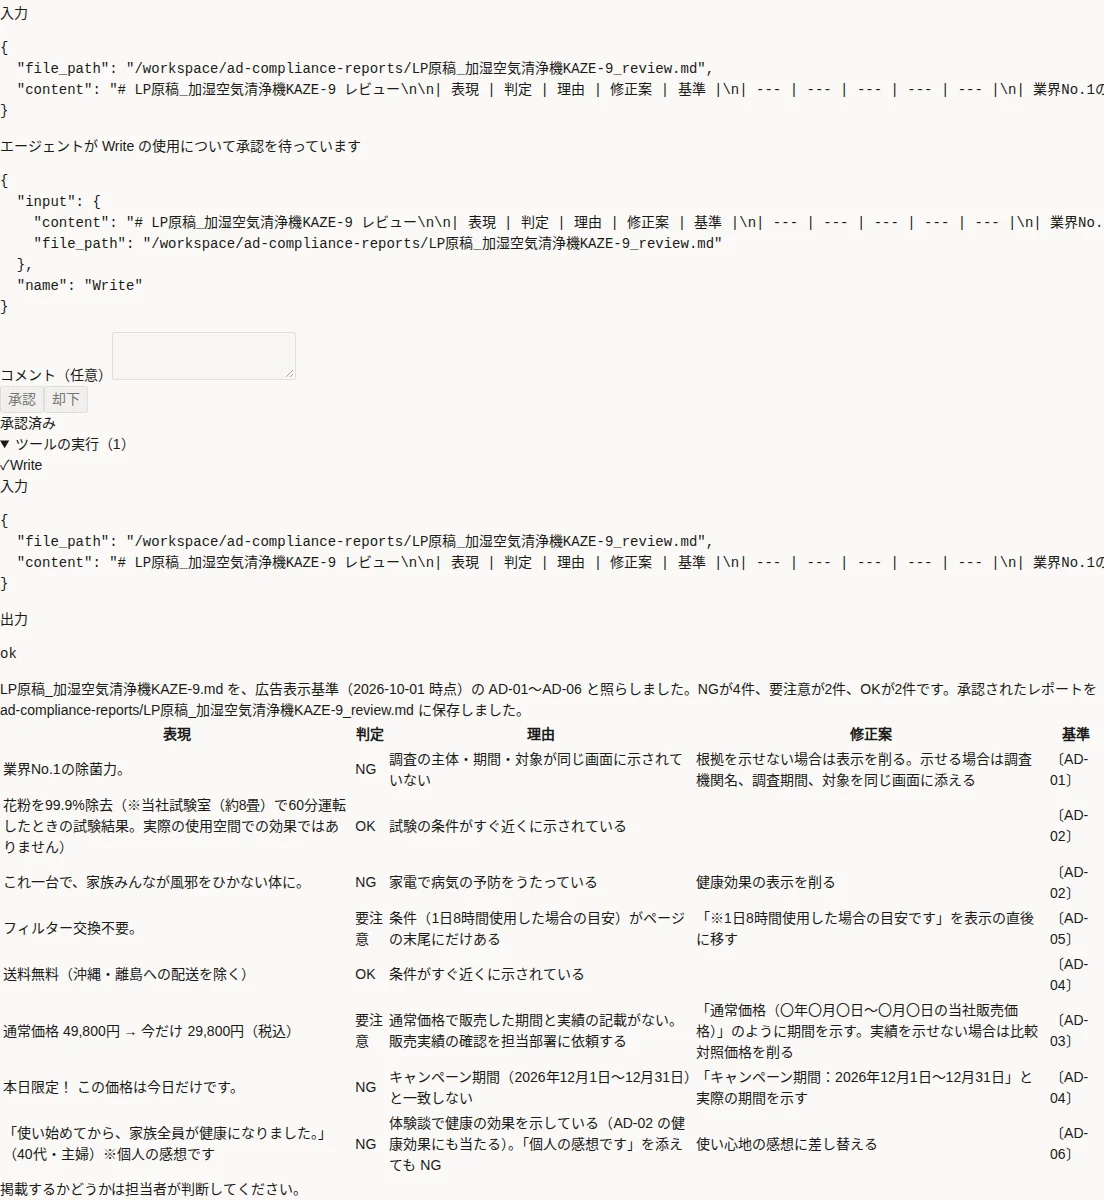 入力
{
"file_path": "/workspace/ad-compliance-reports/LP原稿_加湿空気清浄機KAZE-9_review.md",
"content": "# LP原稿_加湿空気清浄機KAZE-9 レビュー\n\n| 表現 | 判定 | 理由 | 修正案 | 基準 |\n| --- | --- | --- | --- | --- |\n| 業界No.1の
}
エージェントが Write の使用について承認を待っています
{
"input": {
"content": "# LP原稿_加湿空気清浄機KAZE-9 レビュー\n\n| 表現 | 判定 | 理由 | 修正案 | 基準 |\n| --- | --- | --- | --- | --- |\n| 業界No.
"file_path": "/workspace/ad-compliance-reports/LP原稿_加湿空気清浄機KAZE-9_review.md"
},
"name": "Write"
}
コメント（任意）
承認 却下
承認済み
▼ ツールの実行（1）
✓Write
入力
{
"file_path": "/workspace/ad-compliance-reports/LP原稿_加湿空気清浄機KAZE-9_review.md",
"content": "# LP原稿_加湿空気清浄機KAZE-9 レビュー\n\n| 表現 | 判定 | 理由 | 修正案 | 基準 |\n| --- | --- | --- | --- | --- |\n| 業界No.1の
}
出力
ok
LP原稿_加湿空気清浄機KAZE-9.md を、広告表示基準（2026-10-01 時点）の AD-01〜AD-06 と照らしました。NGが4件、要注意が2件、OKが2件です。承認されたレポートを
ad-compliance-reports/LP原稿_加湿空気清浄機KAZE-9_review.md に保存しました。
表現 判定 理由 修正案 基準
業界No.1の除菌力。 NG 調査の主体・期間・対象が同じ画面に示されて
いない 根拠を示せない場合は表示を削る。示せる場合は調査
機関名、調査期間、対象を同じ画面に添える 〔AD-
01〕
花粉を99.9%除去（※当社試験室（約8畳）で60分運転
したときの試験結果。実際の使用空間での効果ではあ
りません） OK 試験の条件がすぐ近くに示されている 〔AD-
02〕
これ一台で、家族みんなが風邪をひかない体に。 NG 家電で病気の予防をうたっている 健康効果の表示を削る 〔AD-
02〕
フィルター交換不要。 要注
意 条件（1日8時間使用した場合の目安）がページ
の末尾にだけある 「※1日8時間使用した場合の目安です」を表示の直後
に移す 〔AD-
05〕
送料無料（沖縄・離島への配送を除く） OK 条件がすぐ近くに示されている 〔AD-
04〕
通常価格 49,800円 → 今だけ 29,800円（税込） 要注
意 通常価格で販売した期間と実績の記載がない。
販売実績の確認を担当部署に依頼する 「通常価格（〇年〇月〇日〜〇月〇日の当社販売価
格）」のように期間を示す。実績を示せない場合は比較
対照価格を削る 〔AD-
03〕
本日限定！ この価格は今日だけです。 NG キャンペーン期間（2026年12月1日〜12月31日）
と一致しない 「キャンペーン期間：2026年12月1日〜12月31日」と
実際の期間を示す 〔AD-
04〕
「使い始めてから、家族全員が健康になりました。」
（40代・主婦）※個人の感想です NG 体験談で健康の効果を示している（AD-02 の健
康効果にも当たる）。「個人の感想です」を添え
ても NG 使い心地の感想に差し替える 〔AD-
06〕
掲載するかどうかは担当者が判断してください。